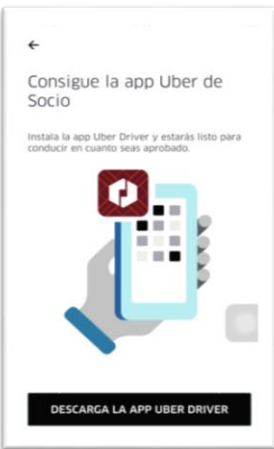 Consigue la app Uber de
Socio
Instala la app Uber Driver y estarás listo para
conducir en cuanto seas aprobado.
DESCARGA LA APP UBER DRIVER